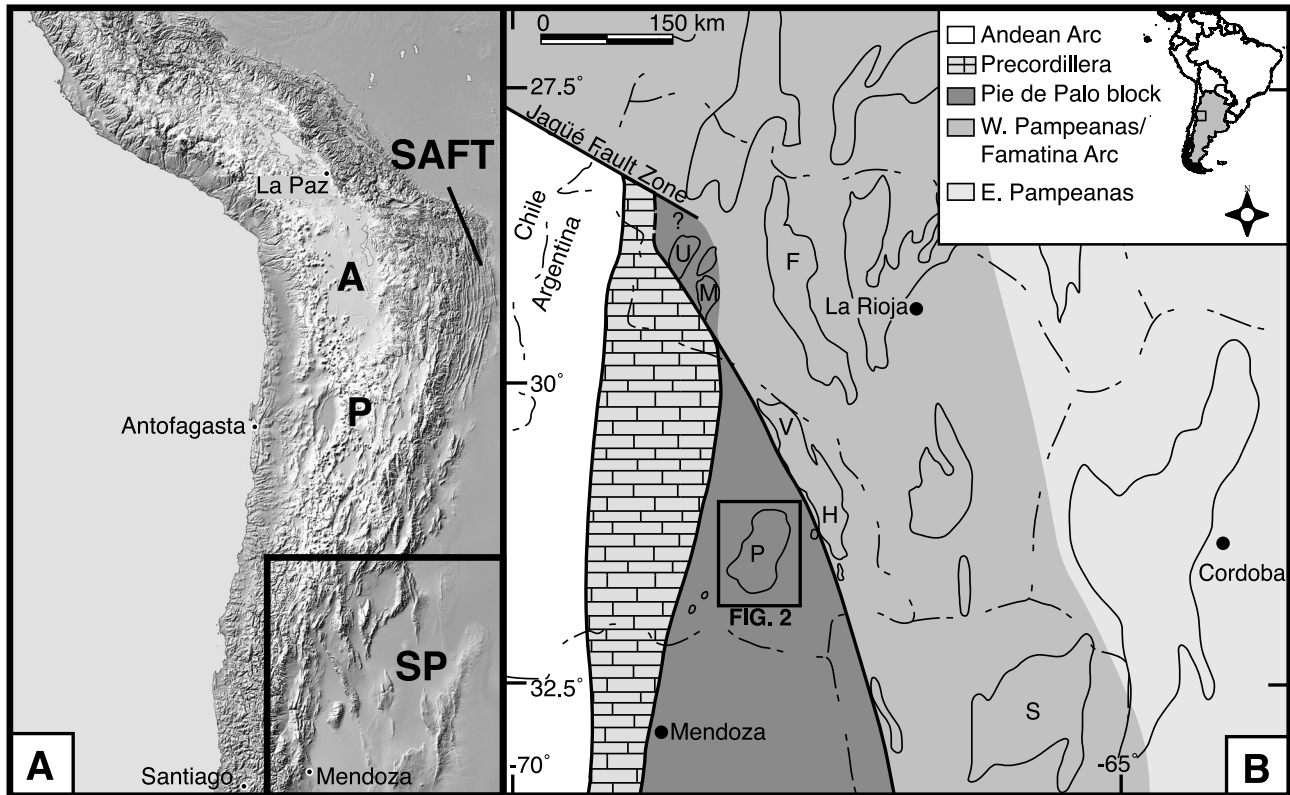 SAFT
La Paz
A
P
Antofagasta
SP
A
Santiago
Mendoza
0 150 km
Andean Arc
Precordillera
Pie de Palo block
W. Pampeanas/
Famatina Arc
E. Pampeanas
N
-27.5°
Jaqüé Fault Zone
Chile
Argentina
?
U
M
F
La Rioja
30
V
H
P
FIG. 2
Cordoba
32.5°
S
Mendoza
-70°
-65°
B